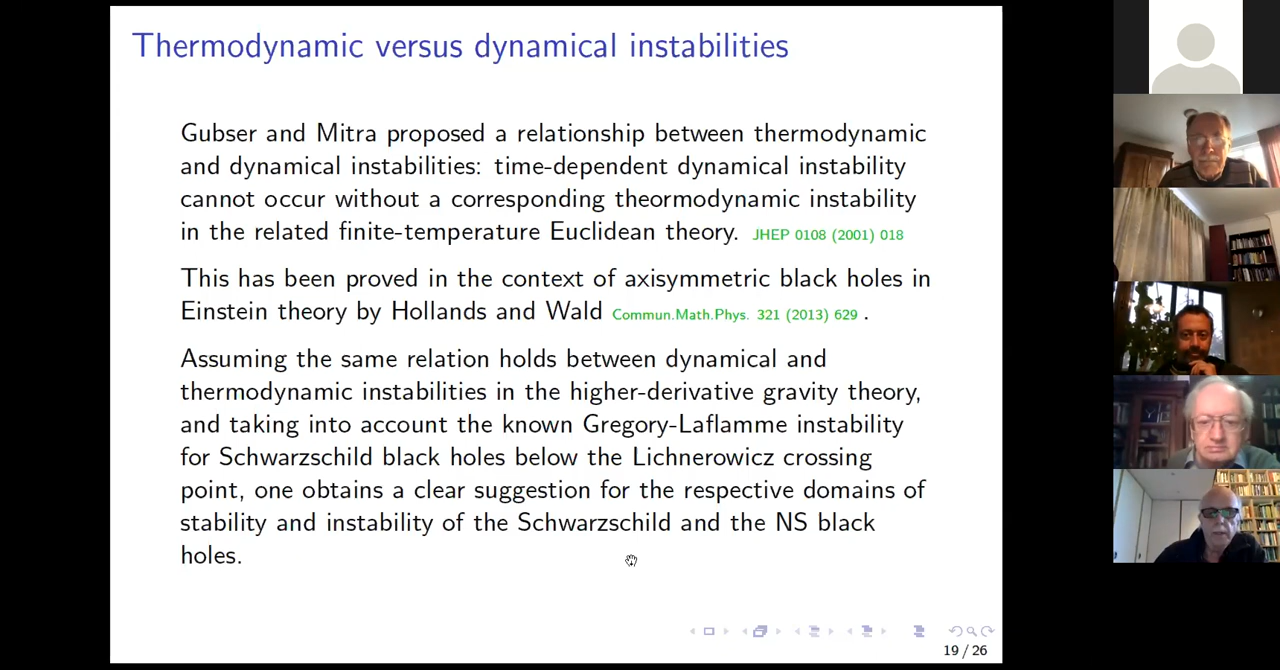 Thermodynamic versus dynamical instabilities
Gubser and Mitra proposed a relationship between thermodynamic
and dynamical instabilities: time-dependent dynamical instability
cannot occur without a corresponding theormodynamic instability
in the related finite-temperature Euclidean theory. JHEP 0108 (2001) 018
This has been proved in the context of axisymmetric black holes in
Einstein theory by Hollands and Wald Commun.Math.Phys. 321 (2013) 629 .
Assuming the same relation holds between dynamical and
thermodynamic instabilities in the higher-derivative gravity theory,
and taking into account the known Gregory-Laflamme instability
for Schwarzschild black holes below the Lichnerowicz crossing
point, one obtains a clear suggestion for the respective domains of
stability and instability of the Schwarzschild and the NS black
holes.
19 / 26